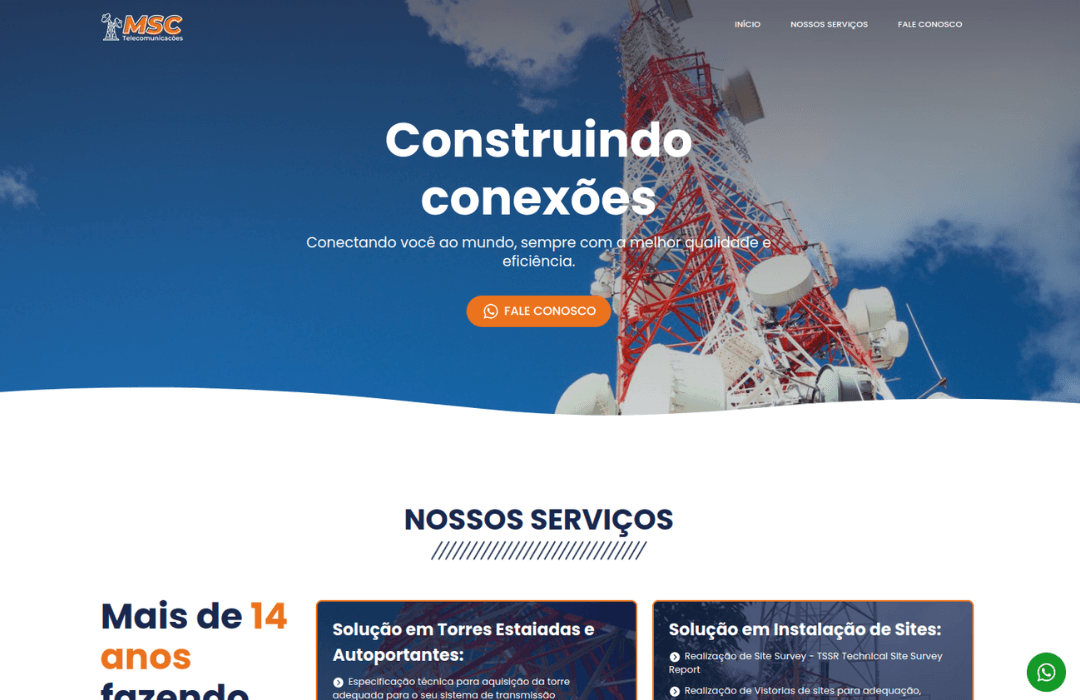 MSC
Telecomunicações
INÍCIO
NOSSOS SERVIÇOS
FALE CONOSCO
Construindo
conexões
Conectando você ao mundo, sempre com a melhor qualidade e
eficiência.
FALE CONOSCO
NOSSOS SERVIÇOS
Mais de 14
anos
fazendo
Solução em Torres Estaiadas e
Autoportantes:
Especificação técnica para aquisição da torre
adequada para o seu sistema de transmissão
Solução em Instalação de Sites:
Realização de Site Survey - TSSR Technical Site Survey
Report
Realização de Vistorias de sites para adequação,